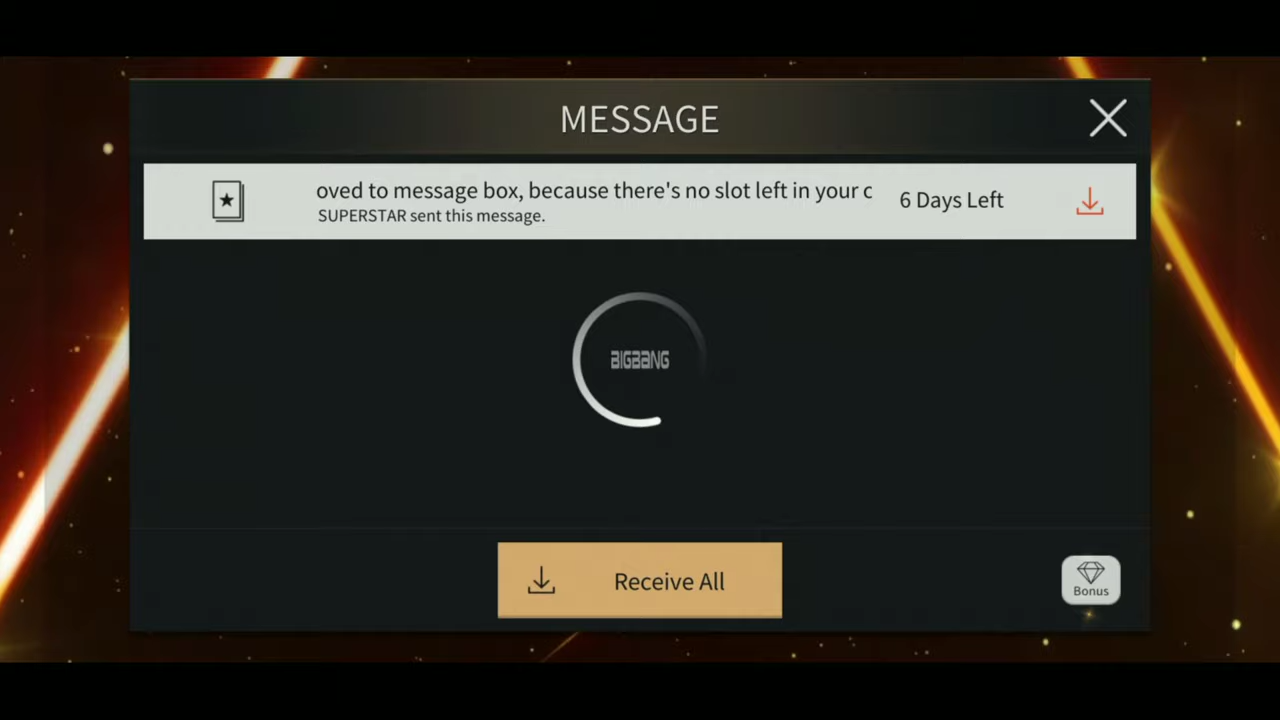 MESSAGE
oved to message box, because there's no slot left in your c
SUPERSTAR sent this message.
6 Days Left
BIGBANG
Receive All
Bonus